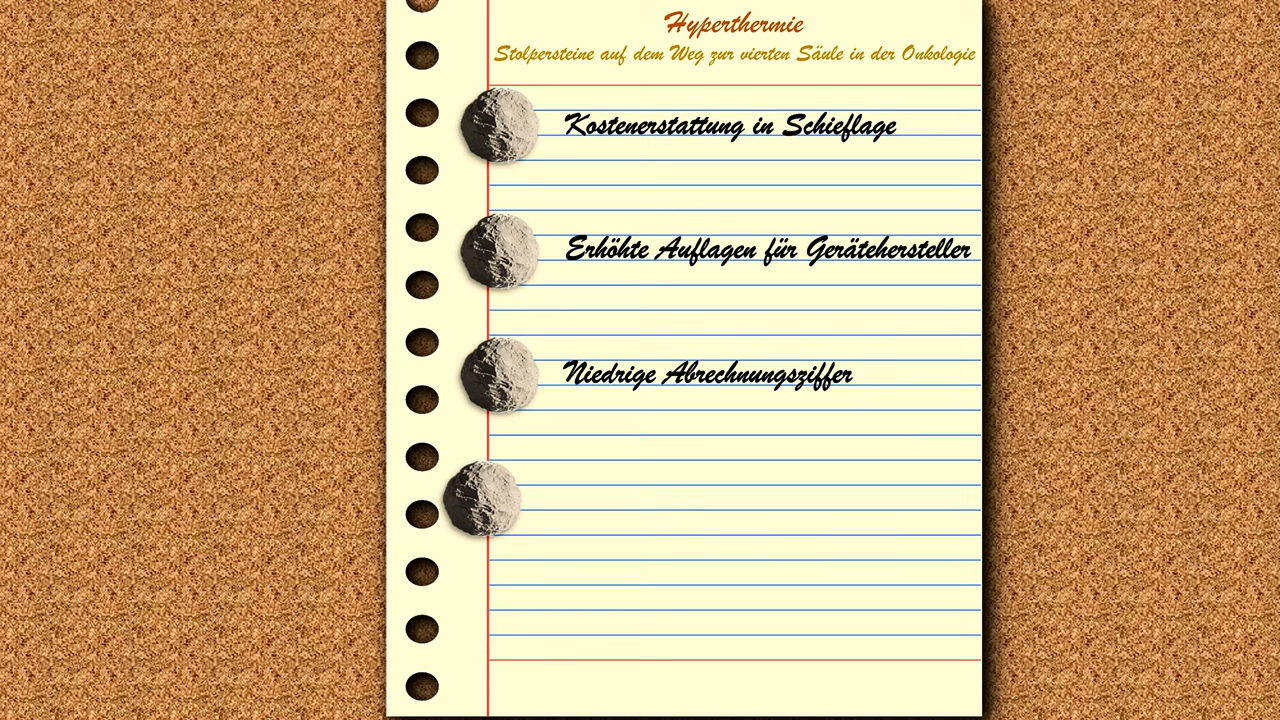 Hyperthermie
Stolpersteine auf dem Weg zur vierten Säule in der Onkologie
Kostenerstattung in Schieflage
Erhöhte Auflagen für Gerätehersteller
Niedrige Abrechnungsziffer